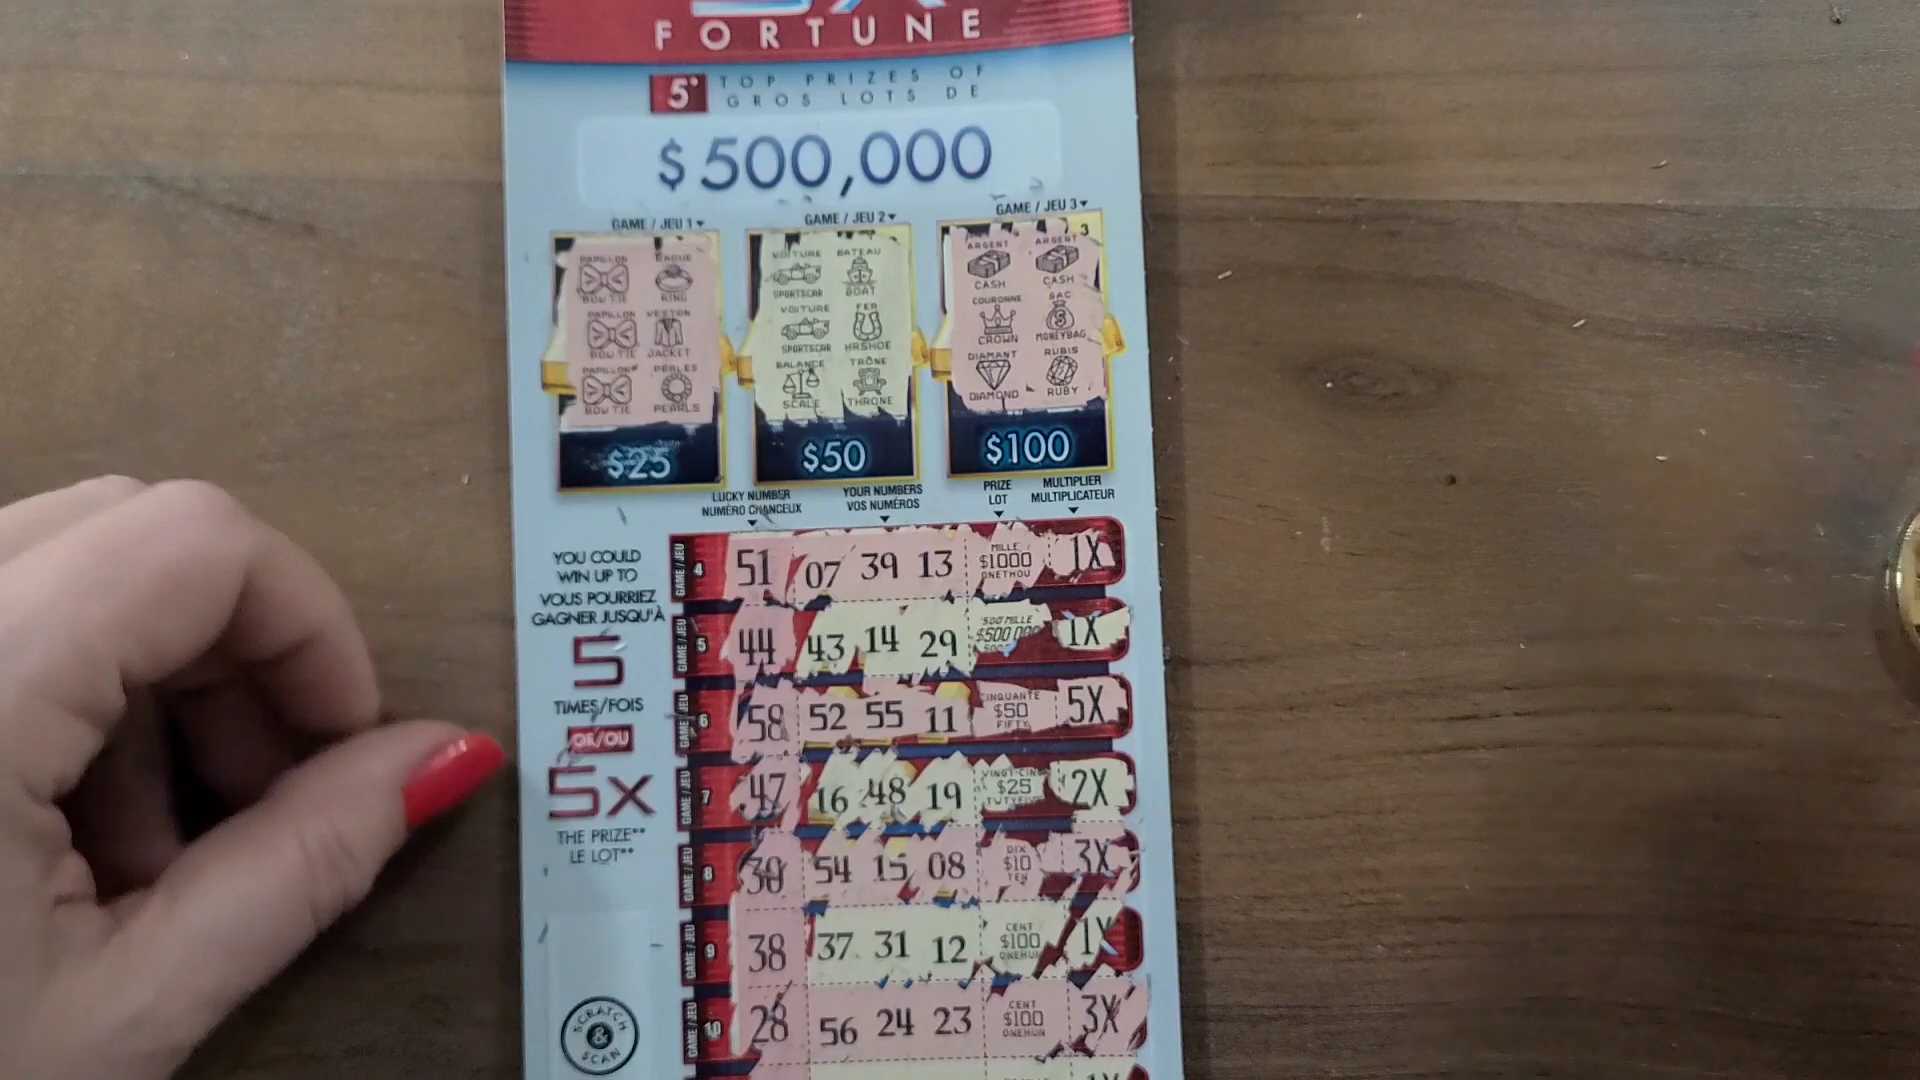 FORTUNE
5* TOP PRIZES OF
GROS LOTS DE
$500,000
GAME / JEU 1
GAME / JEU 2
GAME / JEU 3
PAPILLON BAGUE
BOWTIE RING
PAPILLON VESTON
BOWTIE JACKET
PAPILLON PERLES
BOWTIE PEARLS
$25
VOITURE BATEAU
SPORTSCAR BOAT
VOITURE FER
SPORTSCAR HRSHOE
BALANCE TRÔNE
SCALE THRONE
$50
3
ARGENT ARGENT
CASH CASH
COURONNE SAC
CROWN MONEYBAG
DIAMANT RUBIS
DIAMOND RUBY
$100
LUCKY NUMBER
NUMÉRO CHANCEUX
YOUR NUMBERS
VOS NUMÉROS
PRIZE
LOT
MULTIPLIER
MULTIPLICATEUR
YOU COULD
WIN UP TO
VOUS POURRIEZ
GAGNER JUSQU'À
5
TIMES/FOIS
OR/OU
5X
THE PRIZE**
LE LOT**
SCRATCH & SCAN
GAME / JEU 4 51 07 39 13 MILLE $1000 ONETHOU 1X
GAME / JEU 5 44 43 14 29 500 MILLE $500 000 1X
GAME / JEU 6 58 52 55 11 CINQUANTE $50 FIFTY 5X
GAME / JEU 7 47 16 48 19 VINGT-CINQ $25 2X
GAME / JEU 8 30 54 15 08 DIX $10 TEN 3X
GAME / JEU 9 38 37 31 12 CENT $100 ONEHUN 1X
GAME / JEU 10 28 56 24 23 CENT $100 ONEHUN 3X